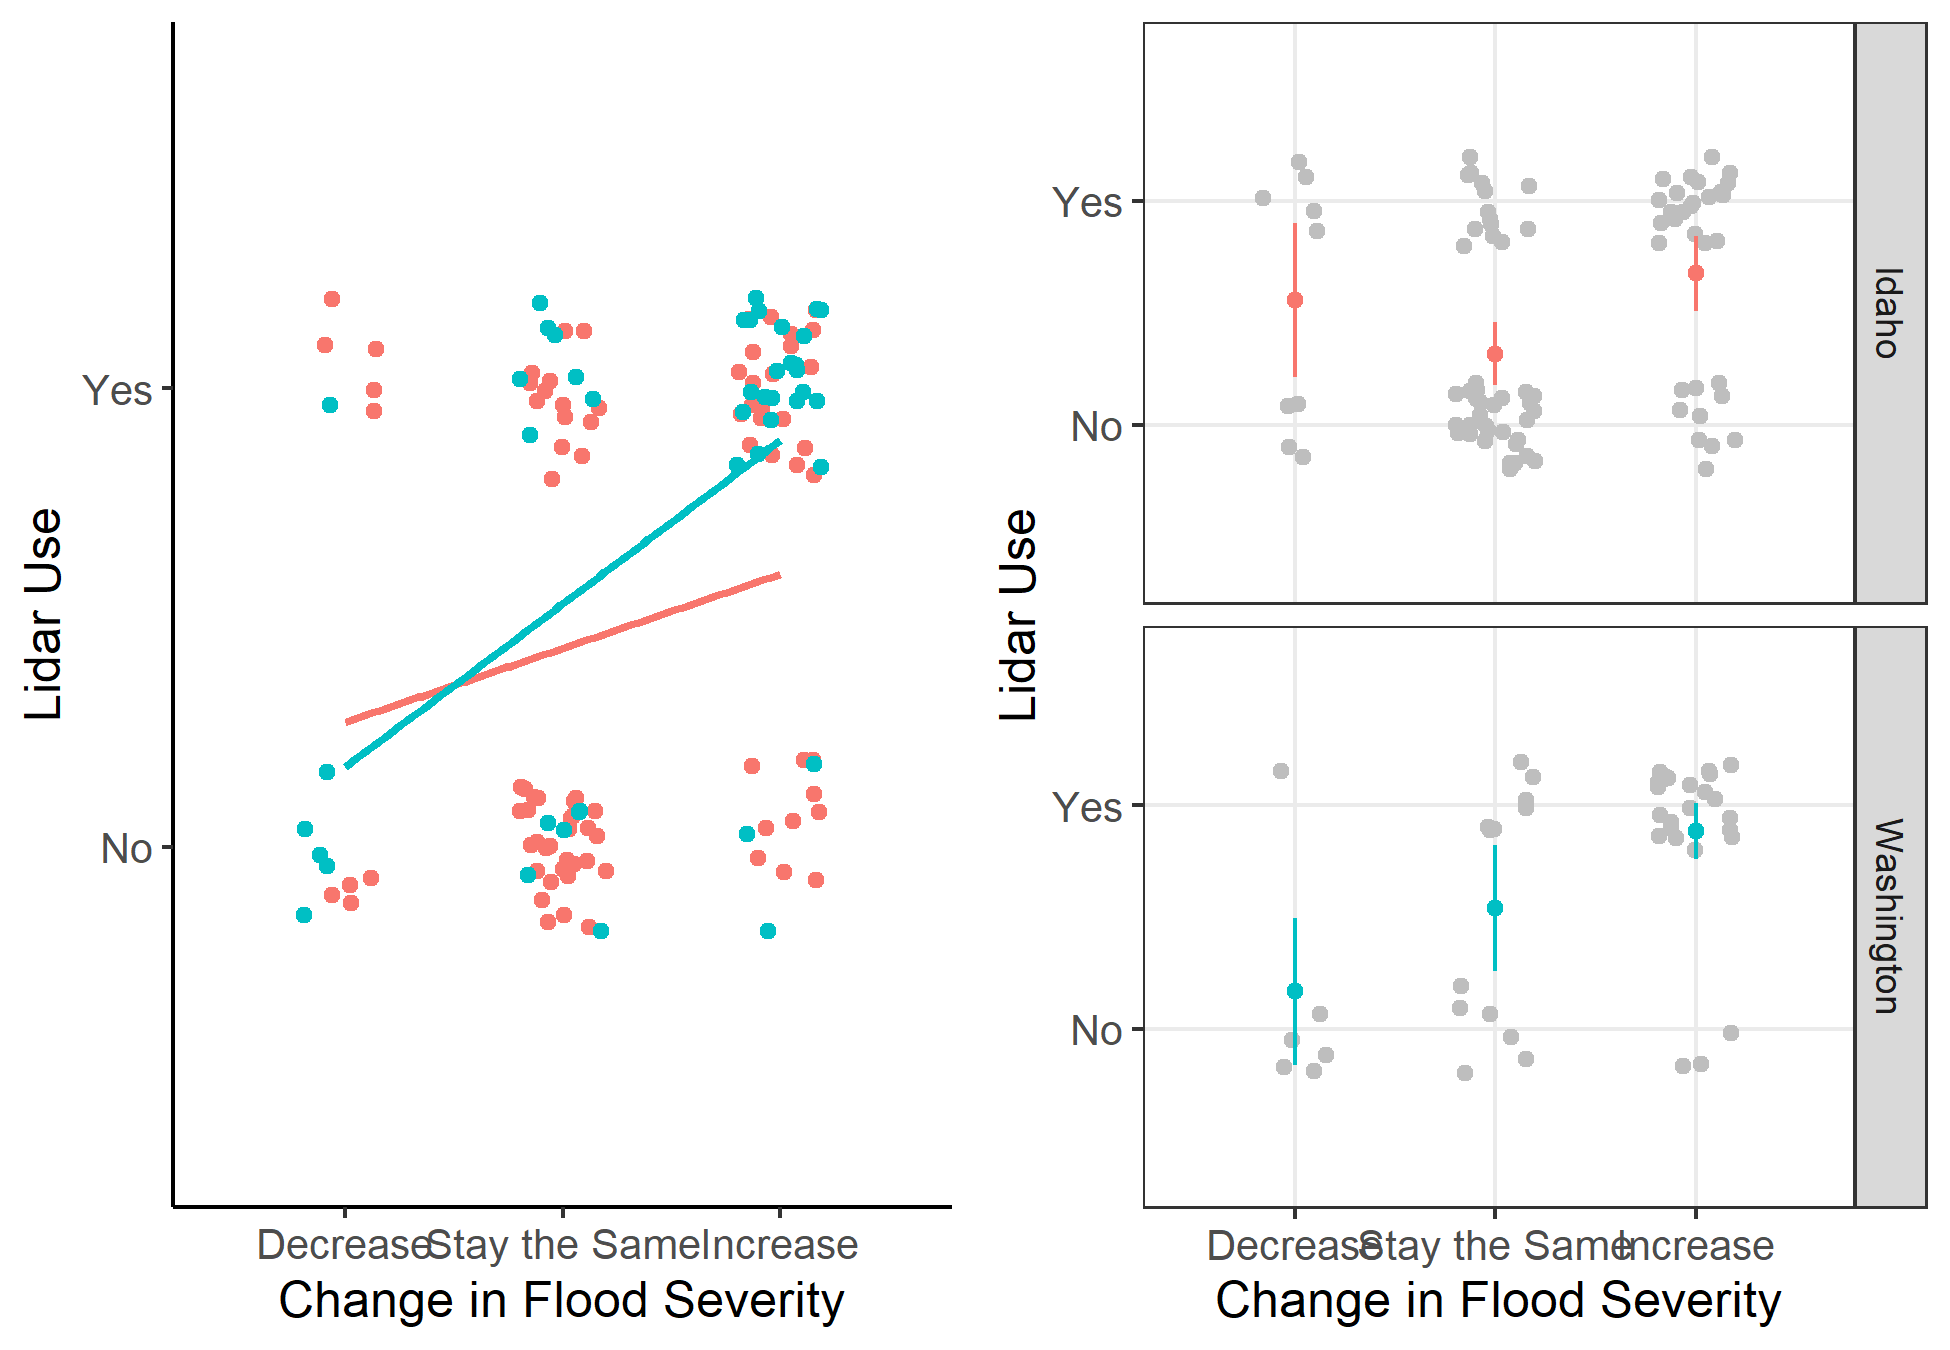 Lidar Use
Yes
No
Decrease
Stay the Same
Increase
Change in Flood Severity
Lidar Use
Yes
No
Idaho
Yes
No
Washington
Decrease
Stay the Same
Increase
Change in Flood Severity